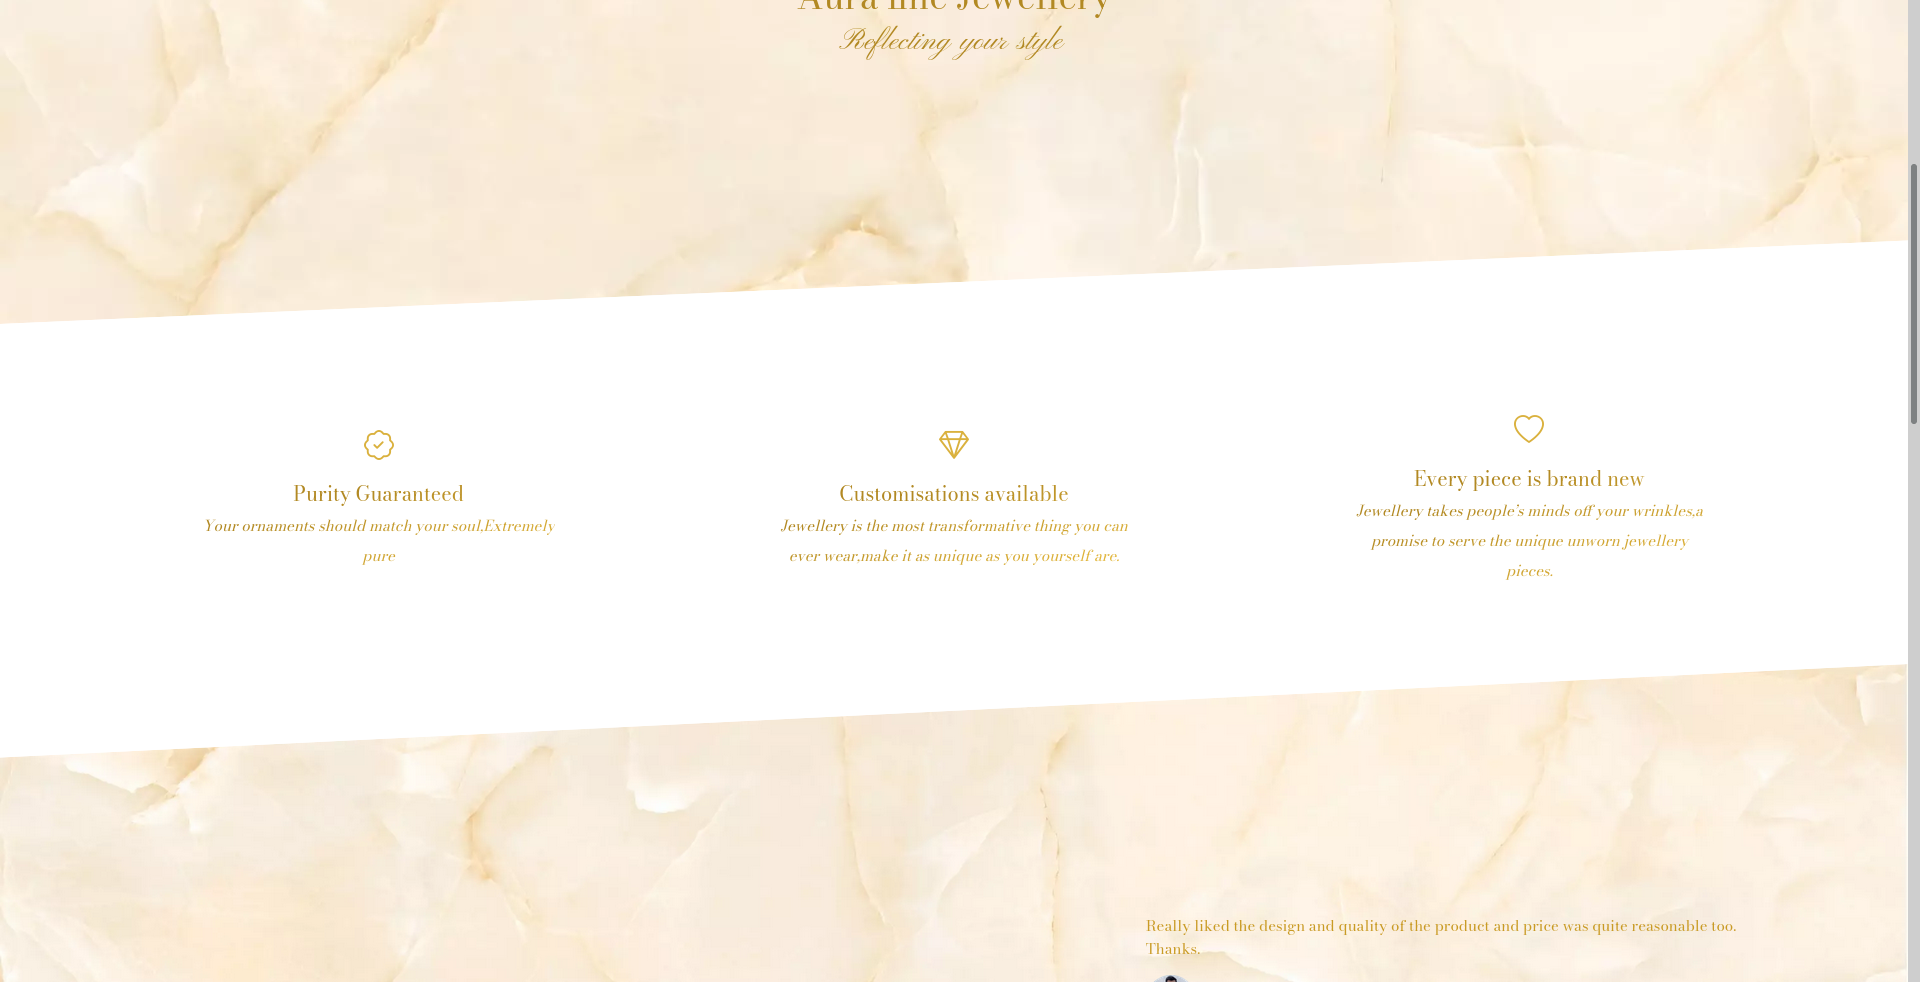 Aura fine Jewellery
Reflecting your style
Purity Guaranteed
Your ornaments should match your soul,Extremely
pure
Customisations available
Jewellery is the most transformative thing you can
ever wear,make it as unique as you yourself are.
Every piece is brand new
Jewellery takes people’s minds off your wrinkles,a
promise to serve the unique unworn jewellery
pieces.
Really liked the design and quality of the product and price was quite reasonable too.
Thanks.